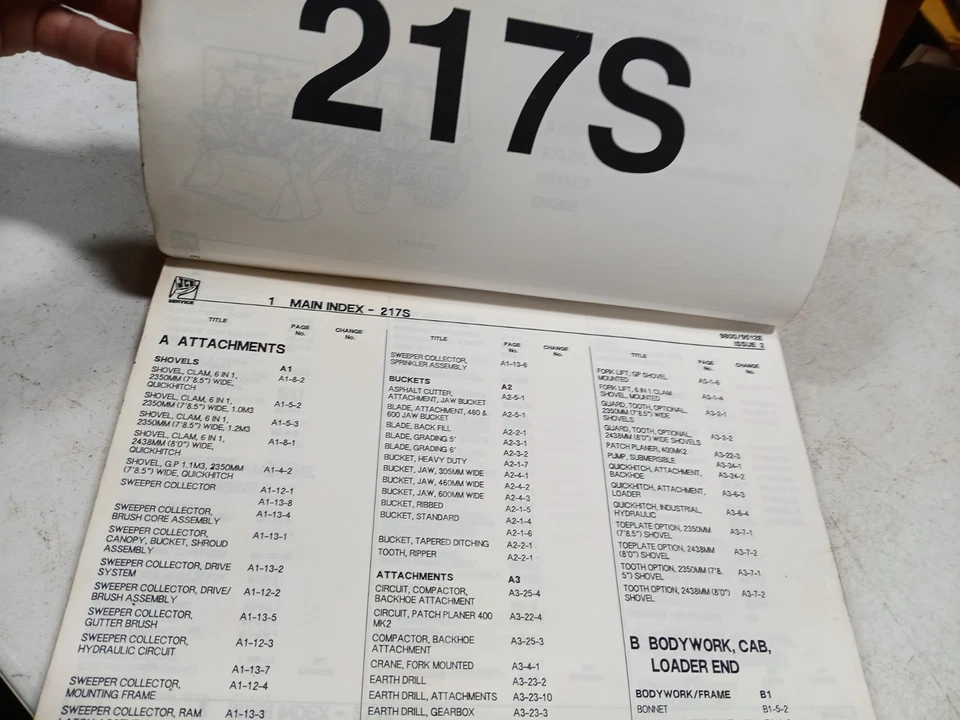 217S
JCB
SERVICE
1 MAIN INDEX - 217S
9800/9512E
ISSUE 2
TITLE
PAGE
No.
CHANGE
No.
A ATTACHMENTS
SHOVELS A1
SHOVEL, CLAM, 6 IN 1,
2350MM (7'8.5") WIDE,
QUICKHITCH A1-8-2
SHOVEL, CLAM, 6 IN 1,
2350MM (7'8.5") WIDE, 1.0M3 A1-5-2
SHOVEL, CLAM, 6 IN 1,
2350MM (7'8.5") WIDE, 1.2M3 A1-5-3
SHOVEL, CLAM, 6 IN 1,
2438MM (8'0") WIDE,
QUICKHITCH A1-8-1
SHOVEL, G.P 1.1M3, 2350MM
(7'8.5") WIDE, QUICKHITCH A1-4-2
SWEEPER COLLECTOR A1-12-1
A1-13-8
SWEEPER COLLECTOR,
BRUSH CORE ASSEMBLY A1-13-4
SWEEPER COLLECTOR,
CANOPY, BUCKET, SHROUD
ASSEMBLY A1-13-1
SWEEPER COLLECTOR, DRIVE
SYSTEM A1-13-2
SWEEPER COLLECTOR, DRIVE/
BRUSH ASSEMBLY A1-12-2
SWEEPER COLLECTOR,
GUTTER BRUSH A1-13-5
SWEEPER COLLECTOR,
HYDRAULIC CIRCUIT A1-12-3
A1-13-7
SWEEPER COLLECTOR,
MOUNTING FRAME A1-12-4
SWEEPER COLLECTOR, RAM A1-13-3
TITLE
PAGE
No.
CHANGE
No.
SWEEPER COLLECTOR,
SPRINKLER ASSEMBLY A1-13-6
BUCKETS A2
ASPHALT CUTTER,
ATTACHMENT, JAW BUCKET A2-5-1
BLADE, ATTACHMENT, 460 &
600 JAW BUCKET A2-5-1
BLADE, BACK FILL A2-2-1
BLADE, GRADING 5' A2-3-1
BLADE, GRADING 6' A2-3-2
BUCKET, HEAVY DUTY A2-1-7
BUCKET, JAW, 305MM WIDE A2-4-1
BUCKET, JAW, 460MM WIDE A2-4-2
BUCKET, JAW, 600MM WIDE A2-4-3
BUCKET, RIBBED A2-1-5
BUCKET, STANDARD A2-1-4
A2-1-6
BUCKET, TAPERED DITCHING A2-2-1
TOOTH, RIPPER A2-2-1
ATTACHMENTS A3
CIRCUIT, COMPACTOR,
BACKHOE ATTACHMENT A3-25-4
CIRCUIT, PATCH PLANER 400
MK2 A3-22-4
COMPACTOR, BACKHOE
ATTACHMENT A3-25-3
CRANE, FORK MOUNTED A3-4-1
EARTH DRILL A3-23-2
EARTH DRILL, ATTACHMENTS A3-23-10
EARTH DRILL, GEARBOX A3-23-3
TITLE
PAGE
No.
CHANGE
No.
FORK LIFT, GP SHOVEL
MOUNTED A3-1-6
FORK LIFT, 6 IN 1 CLAM
SHOVEL, MOUNTED A3-1-4
GUARD, TOOTH, OPTIONAL,
2350MM (7'8.5") WIDE
SHOVELS A3-2-1
GUARD, TOOTH, OPTIONAL,
2438MM (8'0") WIDE SHOVELS A3-2-2
PATCH PLANER, 400MK2 A3-22-3
PUMP, SUBMERSIBLE A3-34-1
QUICKHITCH, ATTACHMENT,
BACKHOE A3-24-2
QUICKHITCH, ATTACHMENT,
LOADER A3-6-3
QUICKHITCH, INDUSTRIAL,
HYDRAULIC A3-6-4
TOEPLATE OPTION, 2350MM
(7'8.5") SHOVEL A3-7-1
TOEPLATE OPTION, 2438MM
(8'0") SHOVEL A3-7-2
TOOTH OPTION, 2350MM (7'8.
5") SHOVEL A3-7-1
TOOTH OPTION, 2438MM (8'0")
SHOVEL A3-7-2
B BODYWORK, CAB,
LOADER END
BODYWORK/FRAME B1
BONNET B1-5-2